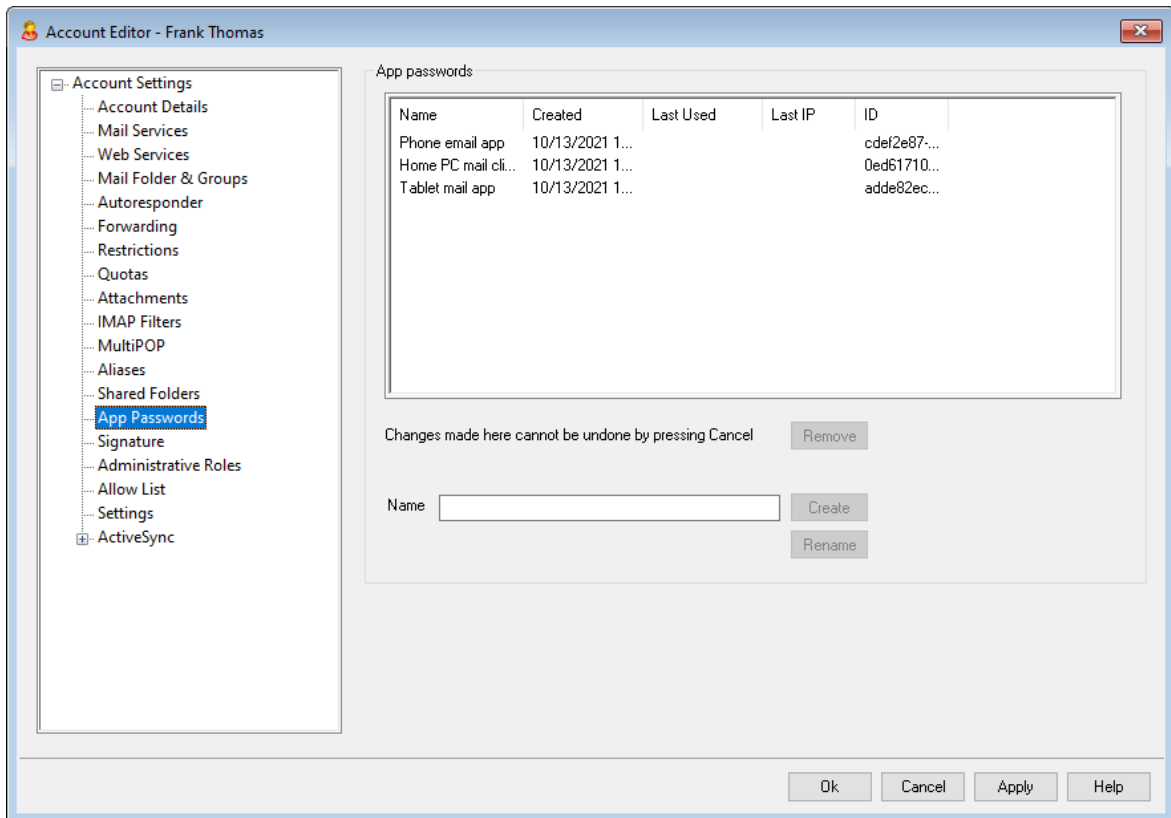 Account Editor - Frank Thomas
Account Settings
Account Details
Mail Services
Web Services
Mail Folder & Groups
Autoresponder
Forwarding
Restrictions
Quotas
Attachments
IMAP Filters
MultiPOP
Aliases
Shared Folders
App Passwords
Signature
Administrative Roles
Allow List
Settings
ActiveSync
App passwords
Name Created Last Used Last IP ID
Phone email app 10/13/2021 1... cdef2e87-...
Home PC mail cli... 10/13/2021 1... 0ed61710...
Tablet mail app 10/13/2021 1... adde82ec...
Changes made here cannot be undone by pressing Cancel Remove
Name Create
Rename
Ok Cancel Apply Help